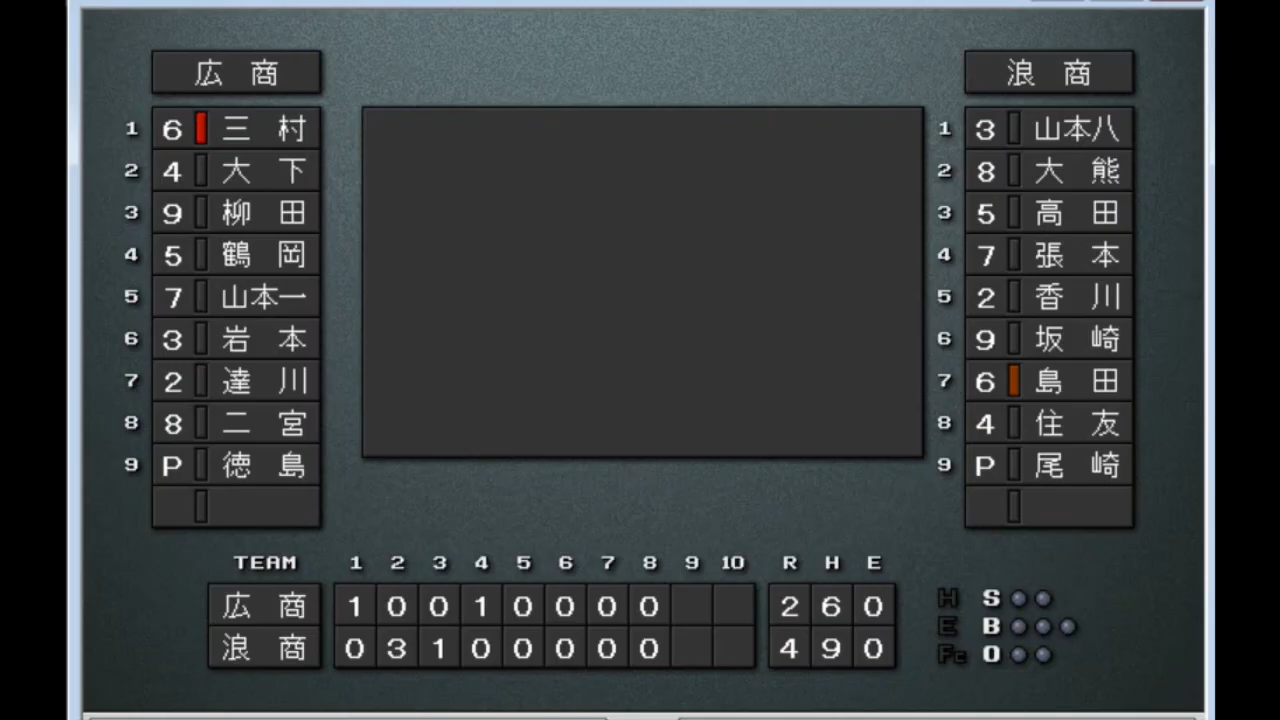 広 商
1 6 三 村
2 4 大 下
3 9 柳 田
4 5 鶴 岡
5 7 山本一
6 3 岩 本
7 2 達 川
8 8 二 宮
9 P 徳 島
浪 商
1 3 山本八
2 8 大 熊
3 5 高 田
4 7 張 本
5 2 香 川
6 9 坂 崎
7 6 島 田
8 4 住 友
9 P 尾 崎
TEAM 1 2 3 4 5 6 7 8 9 10 R H E
広 商 1 0 0 1 0 0 0 0 2 6 0
浪 商 0 3 1 0 0 0 0 0 4 9 0
H S
E B
Fc O